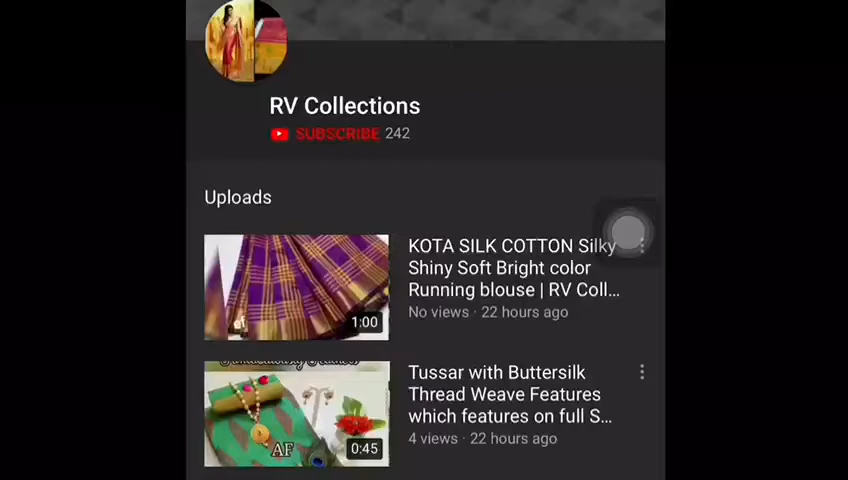 RV Collections
SUBSCRIBE 242
Uploads
KOTA SILK COTTON Silky
Shiny Soft Bright color
Running blouse | RV Coll...
No views · 22 hours ago
1:00
Tussar with Buttersilk
Thread Weave Features
which features on full S...
4 views · 22 hours ago
AF
0:45